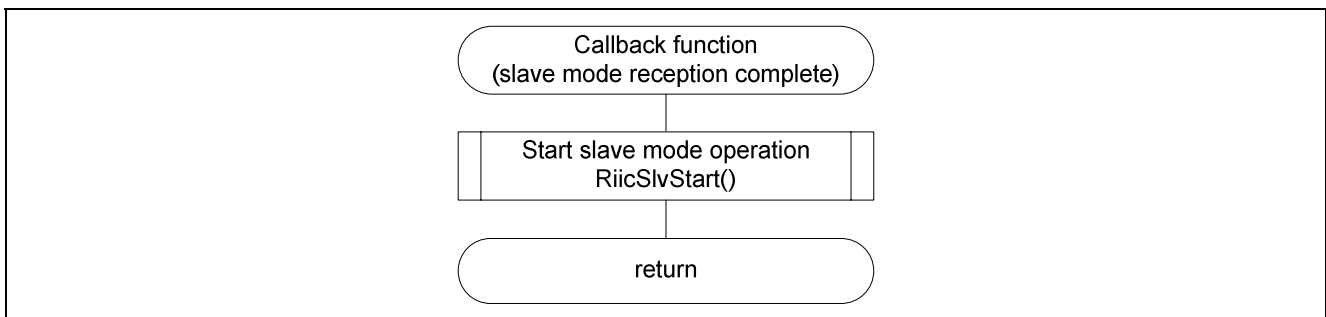 Callback function
(slave mode reception complete)
Start slave mode operation
RiicSlvStart()
return